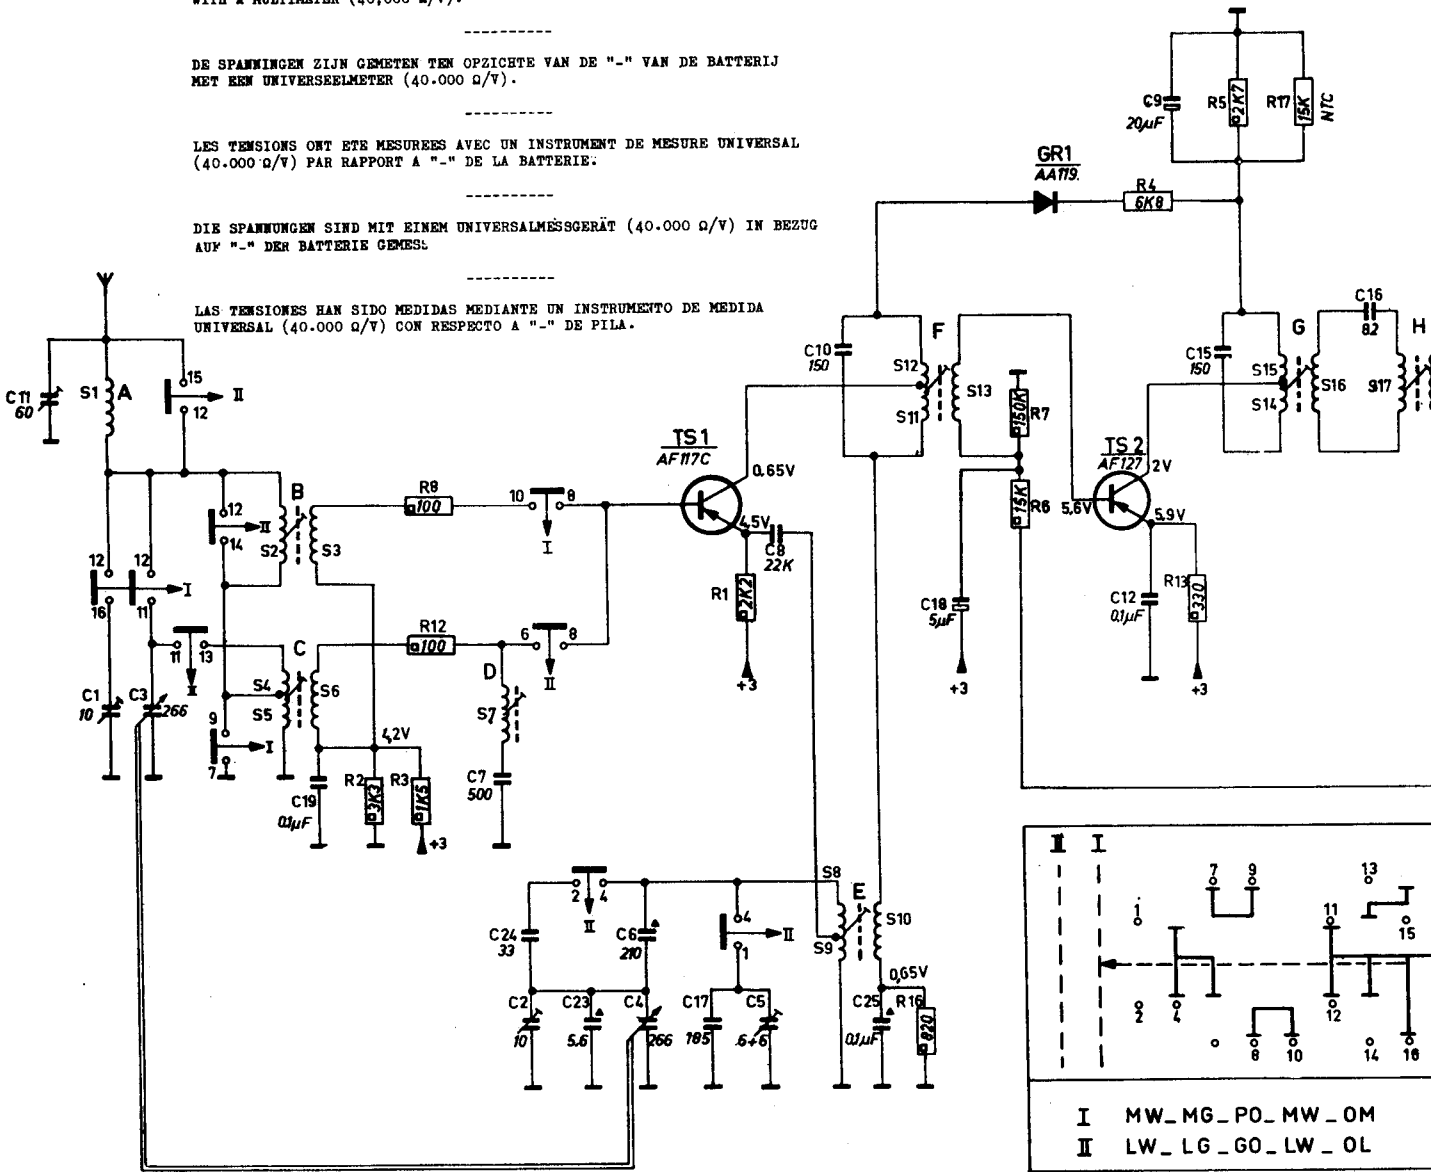 WITH A MULTIMETER (40,000 Ω/V).
DE SPANNINGEN ZIJN GEMETEN TEN OPZICHTE VAN DE "-" VAN DE BATTERIJ
MET EEN UNIVERSEELMETER (40.000 Ω/V).
LES TENSIONS ONT ETE MESUREES AVEC UN INSTRUMENT DE MESURE UNIVERSAL
(40.000 Ω/V) PAR RAPPORT A "-" DE LA BATTERIE.
DIE SPANNUNGEN SIND MIT EINEM UNIVERSALMESSGERÄT (40.000 Ω/V) IN BEZUG
AUF "-" DER BATTERIE GEMESS
LAS TENSIONES HAN SIDO MEDIDAS MEDIANTE UN INSTRUMENTO DE MEDIDA
UNIVERSAL (40.000 Ω/V) CON RESPECTO A "-" DE PILA.
C9
20µF
R5
2K7
R17
15K
NTC
GR1
AA119
R4
6K8
C11
60
S1
A
15
12
II
C10
150
S12
S11
F
S13
R7
150K
R6
15K
C15
150
S15
S14
G
S16
C16
82
S17
H
TS1
AF117C
0.65V
4,5V
C8
22K
R1
2K2
+3
TS2
AF127
2V
5,6V
5.9V
C12
0.1µF
R13
330
+3
C18
5µF
+3
12
14
II
B
S2
S3
R8
100
10
8
I
12
16
12
11
I
11
13
II
C
S4
S5
S6
R12
100
6
8
II
D
S7
C7
500
C1
10
C3
266
9
7
I
4,2V
C19
0.1µF
R2
3K3
R3
1K5
+3
2
4
II
C24
33
C6
210
4
1
II
S8
S9
E
S10
0,65V
C2
10
C23
5.6
C4
266
C17
185
C5
6+6
C25
0.1µF
R16
820
II
I
7
9
13
1
11
15
2
4
12
8
10
14
16
I MW_MG_PO_MW_OM
II LW_LG_GO_LW_OL